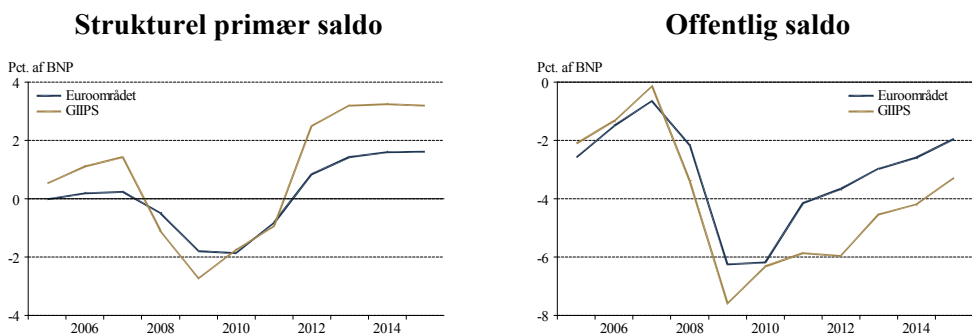 Strukturel primær saldo
Pct. af BNP
4
Euroområdet
GIIPS
2
0
-2
-4
2006 2008 2010 2012 2014
Offentlig saldo
Pct. af BNP
0
Euroområdet
GIIPS
-2
-4
-6
-8
2006 2008 2010 2012 2014